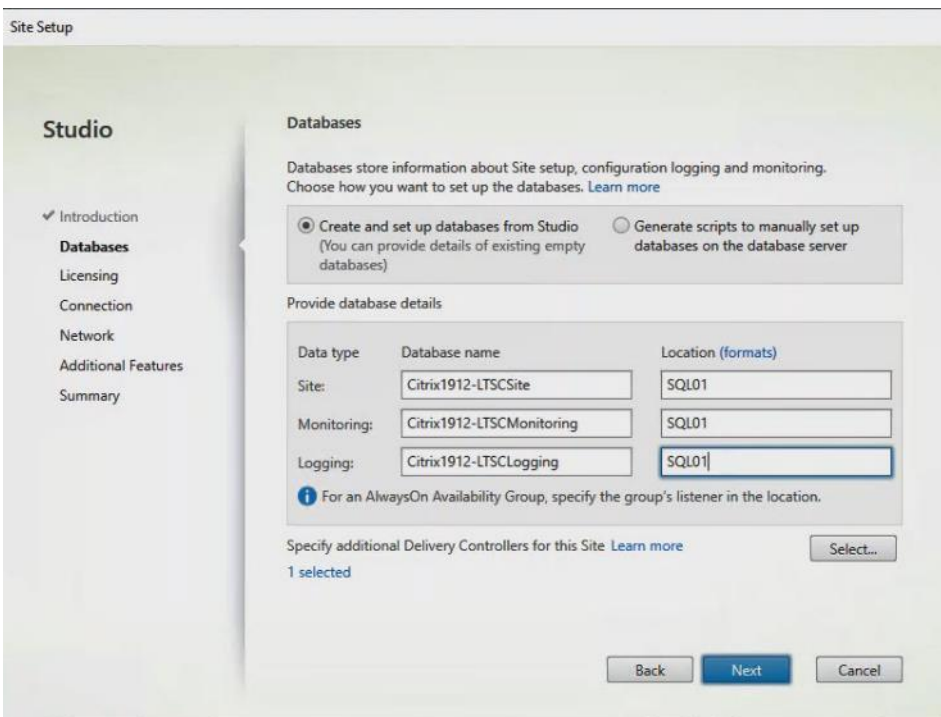 Site Setup
Studio
✔ Introduction
Databases
Licensing
Connection
Network
Additional Features
Summary
Databases
Databases store information about Site setup, configuration logging and monitoring.
Choose how you want to set up the databases. Learn more
Create and set up databases from Studio
(You can provide details of existing empty
databases)
Generate scripts to manually set up
databases on the database server
Provide database details
Data type Database name Location (formats)
Site: Citrix1912-LTSCSite SQL01
Monitoring: Citrix1912-LTSCMonitoring SQL01
Logging: Citrix1912-LTSCLogging SQL01
For an AlwaysOn Availability Group, specify the group's listener in the location.
Specify additional Delivery Controllers for this Site Learn more Select...
1 selected
Back Next Cancel